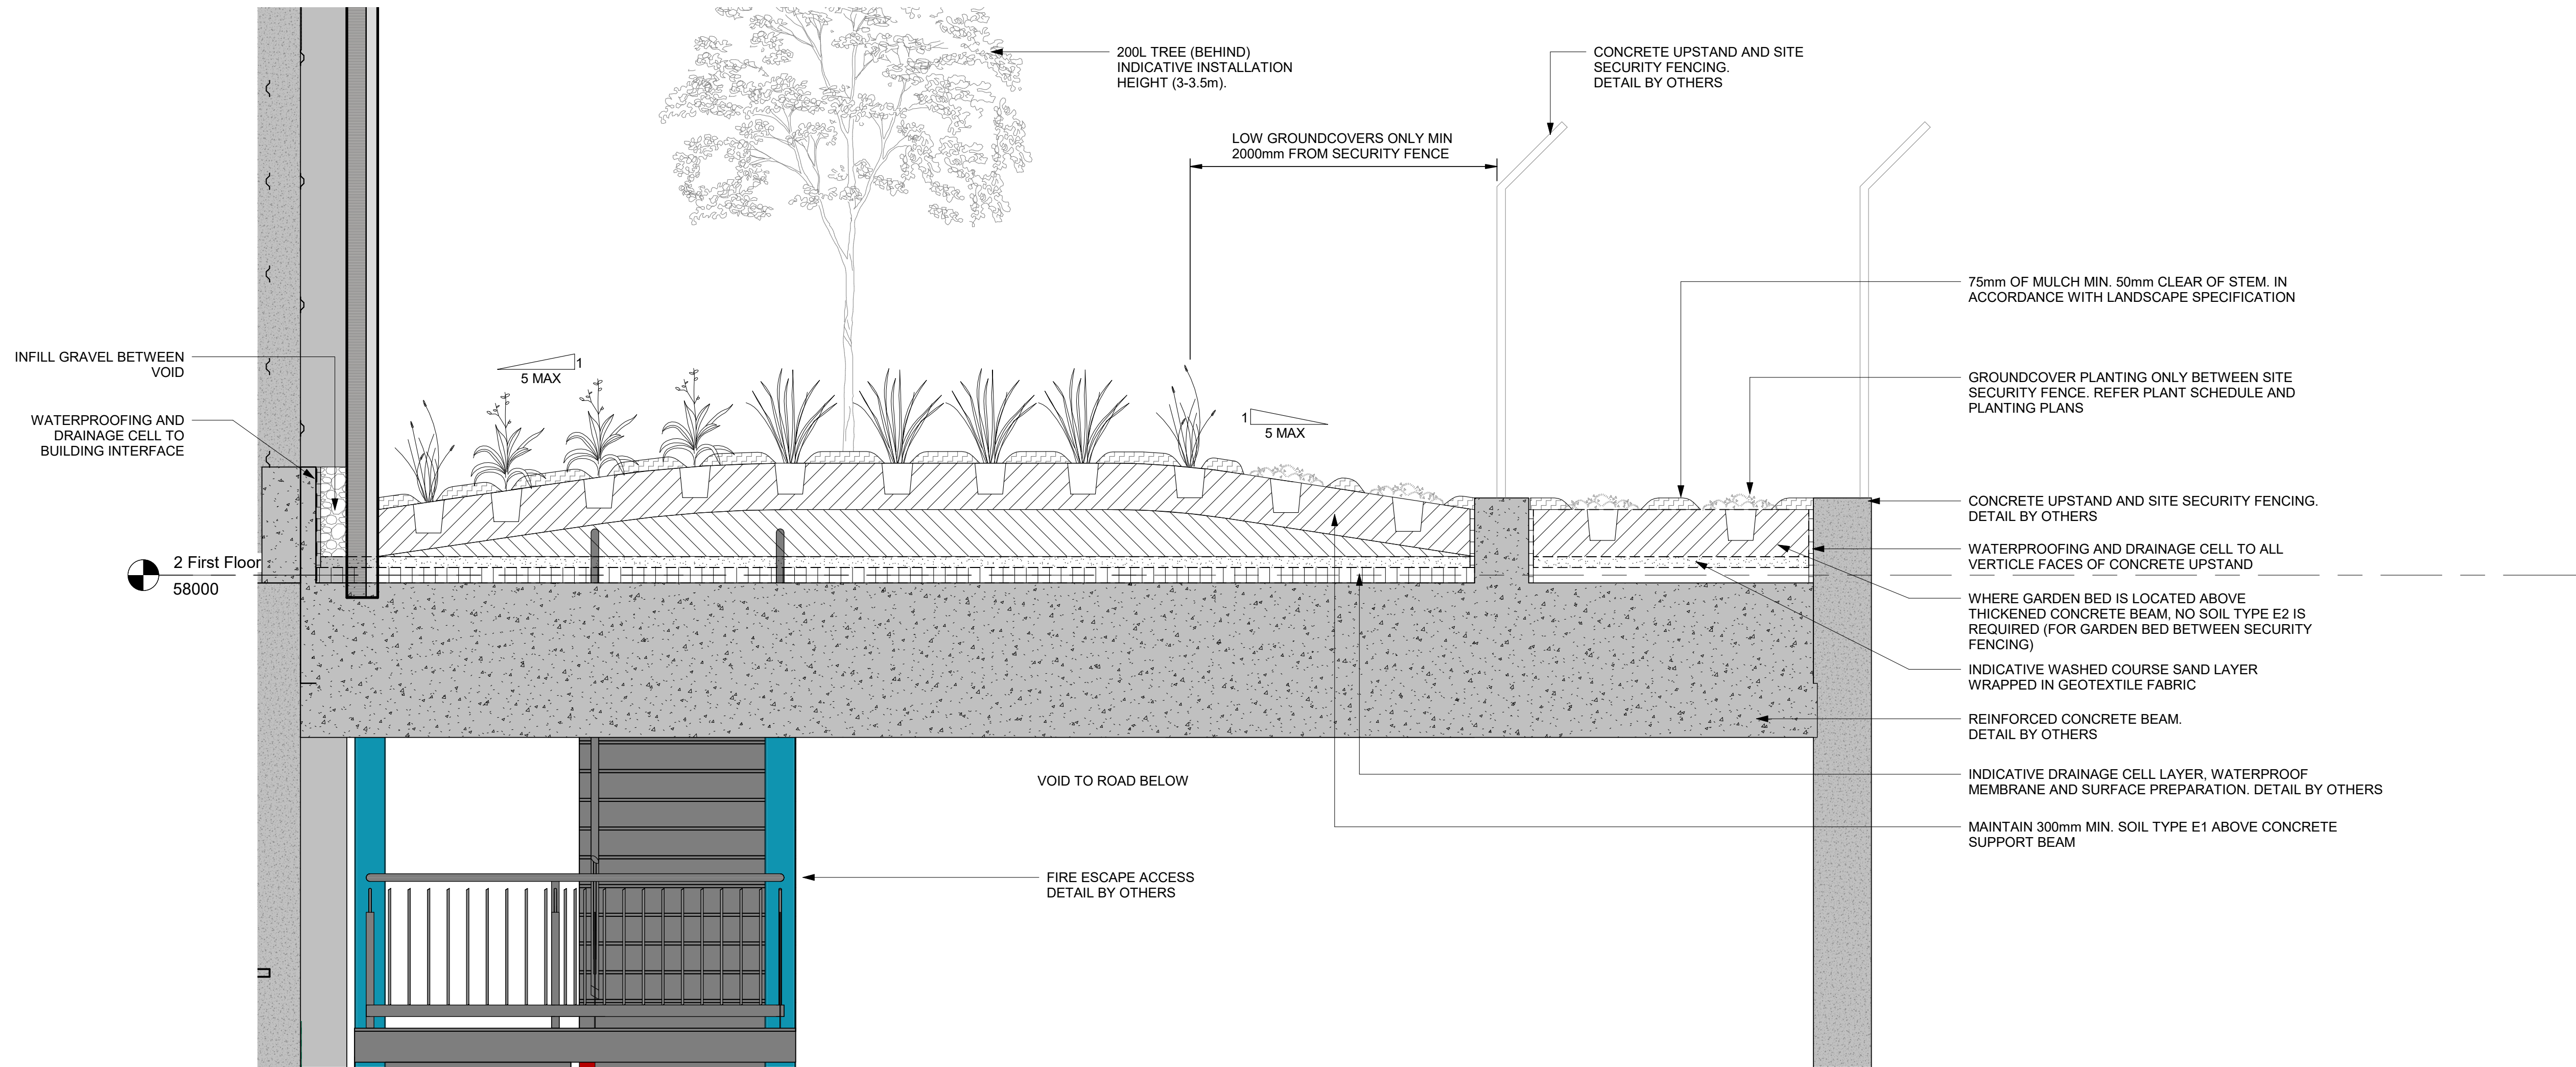 200L TREE (BEHIND)
INDICATIVE INSTALLATION
HEIGHT (3-3.5m).
CONCRETE UPSTAND AND SITE
SECURITY FENCING.
DETAIL BY OTHERS
LOW GROUNDCOVERS ONLY MIN
2000mm FROM SECURITY FENCE
75mm OF MULCH MIN. 50mm CLEAR OF STEM. IN
ACCORDANCE WITH LANDSCAPE SPECIFICATION
INFILL GRAVEL BETWEEN
VOID
1
5 MAX
WATERPROOFING AND
DRAINAGE CELL TO
BUILDING INTERFACE
1
5 MAX
GROUNDCOVER PLANTING ONLY BETWEEN SITE
SECURITY FENCE. REFER PLANT SCHEDULE AND
PLANTING PLANS
CONCRETE UPSTAND AND SITE SECURITY FENCING.
DETAIL BY OTHERS
WATERPROOFING AND DRAINAGE CELL TO ALL
VERTICLE FACES OF CONCRETE UPSTAND
2 First Floor
58000
WHERE GARDEN BED IS LOCATED ABOVE
THICKENED CONCRETE BEAM, NO SOIL TYPE E2 IS
REQUIRED (FOR GARDEN BED BETWEEN SECURITY
FENCING)
INDICATIVE WASHED COURSE SAND LAYER
WRAPPED IN GEOTEXTILE FABRIC
REINFORCED CONCRETE BEAM.
DETAIL BY OTHERS
VOID TO ROAD BELOW
INDICATIVE DRAINAGE CELL LAYER, WATERPROOF
MEMBRANE AND SURFACE PREPARATION. DETAIL BY OTHERS
MAINTAIN 300mm MIN. SOIL TYPE E1 ABOVE CONCRETE
SUPPORT BEAM
FIRE ESCAPE ACCESS
DETAIL BY OTHERS